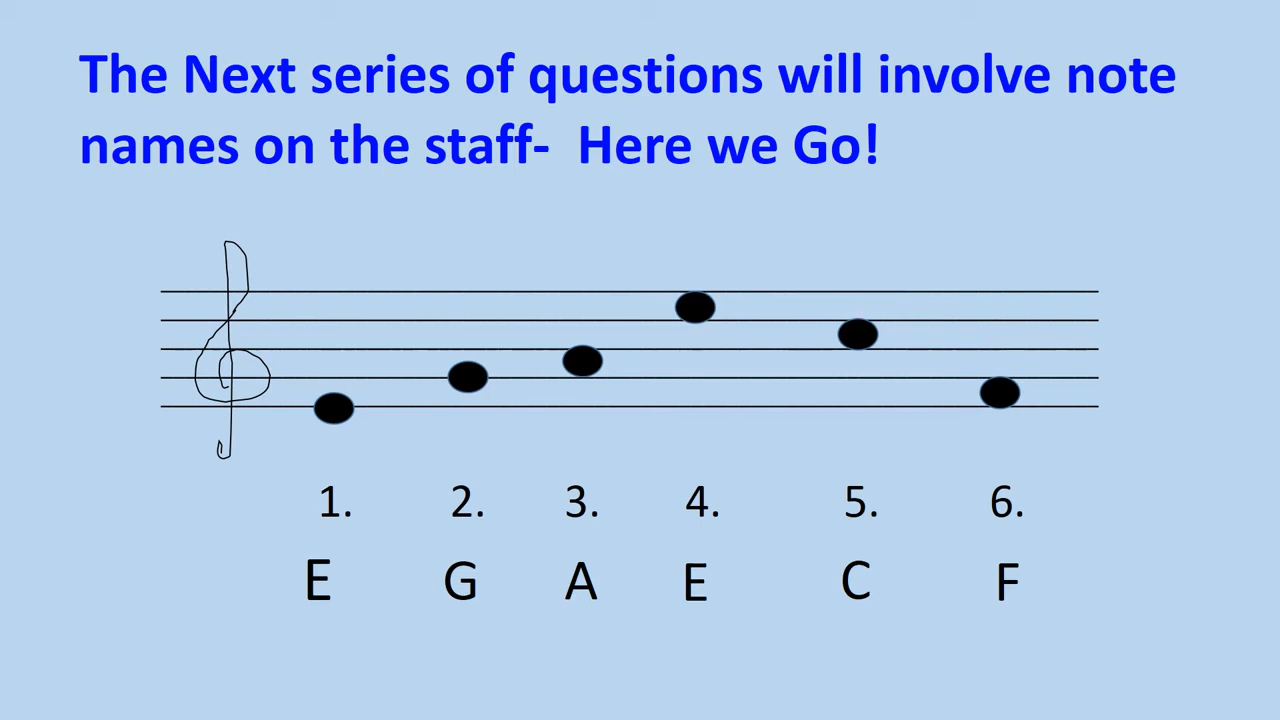 The Next series of questions will involve note
names on the staff-  Here we Go!
1. 2. 3. 4. 5. 6.
E G A E C F